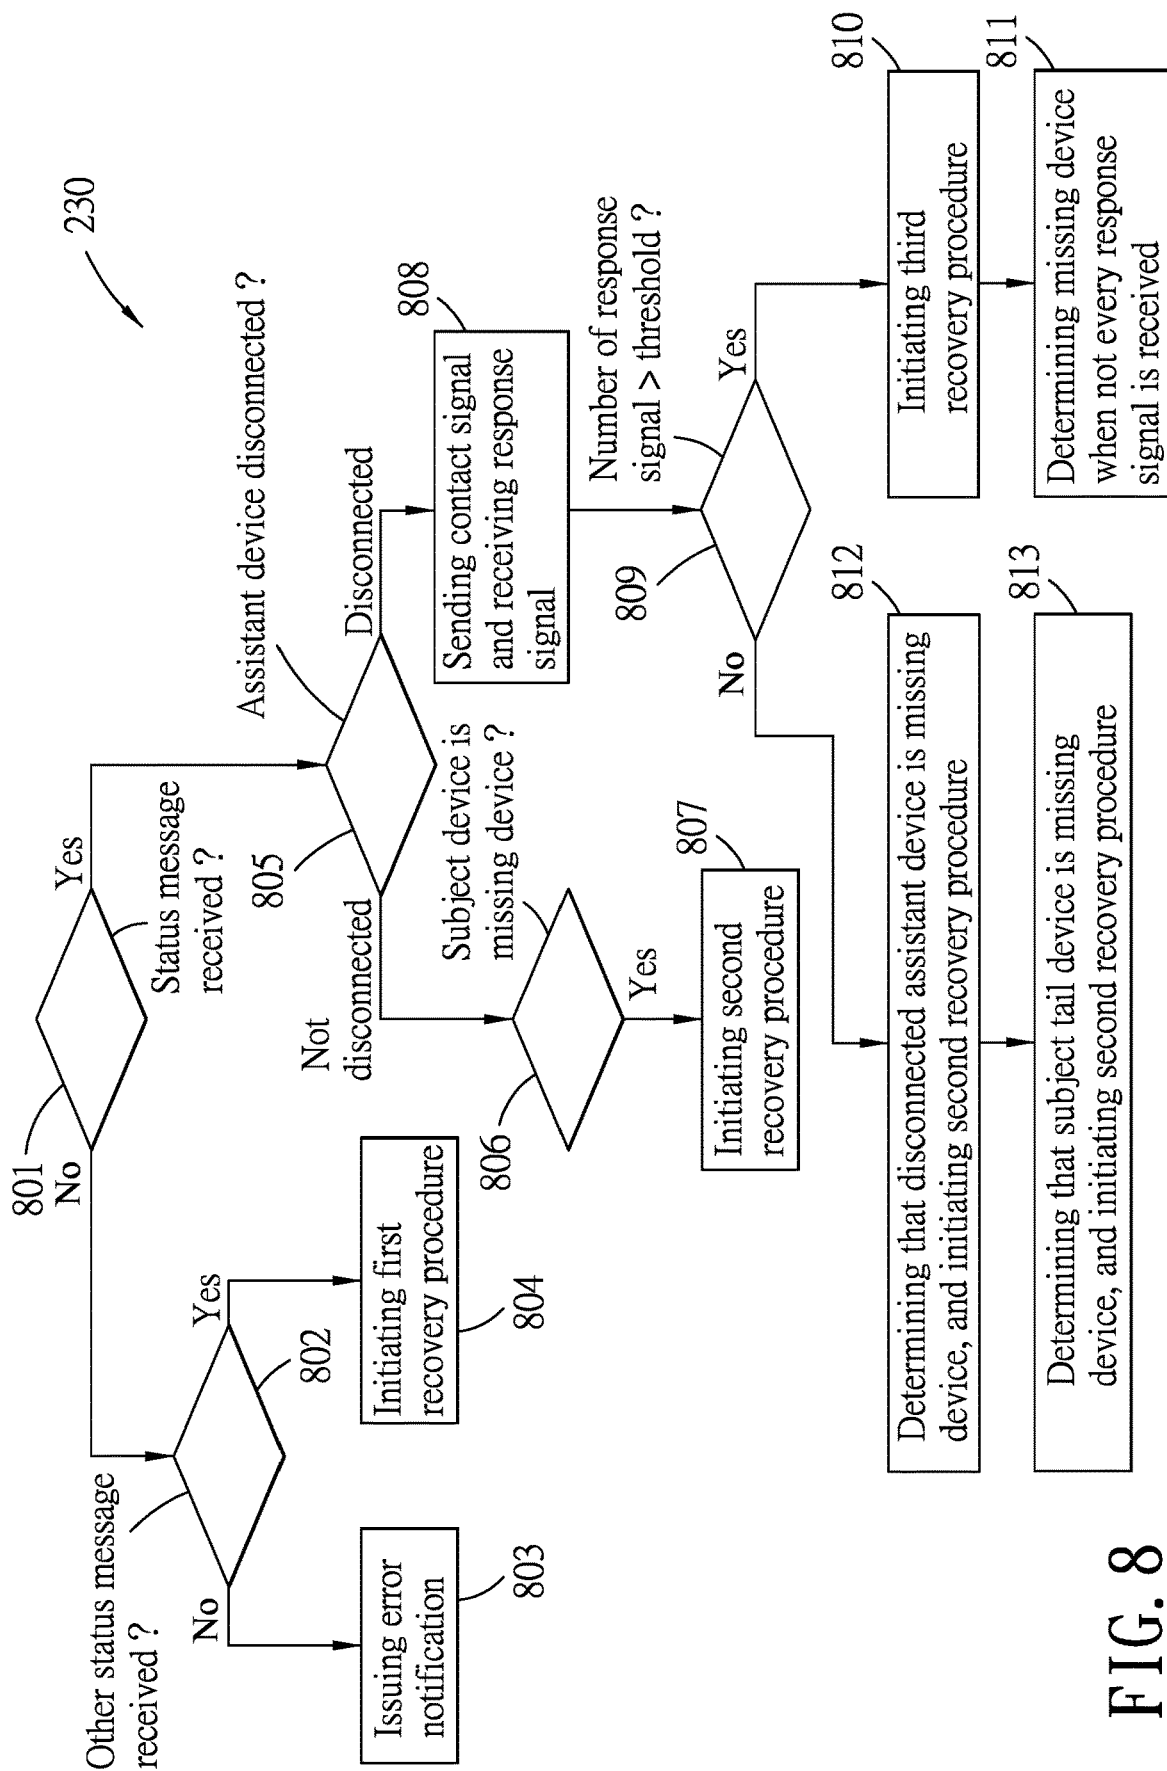 230
801
Status message
received ?
No
Yes
Other status message
received ?
802
No
Yes
Issuing error
notification
803
Initiating first
recovery procedure
804
Assistant device disconnected ?
805
Not
disconnected
Disconnected
Subject device is
missing device ?
806
Yes
Initiating second
recovery procedure
807
Sending contact signal
and receiving response
signal
808
Number of response
signal > threshold ?
809
No
Yes
Initiating third
recovery procedure
810
Determining missing device
when not every response
signal is received
811
Determining that disconnected assistant device is missing
device, and initiating second recovery procedure
812
Determining that subject tail device is missing
device, and initiating second recovery procedure
813
FIG. 8